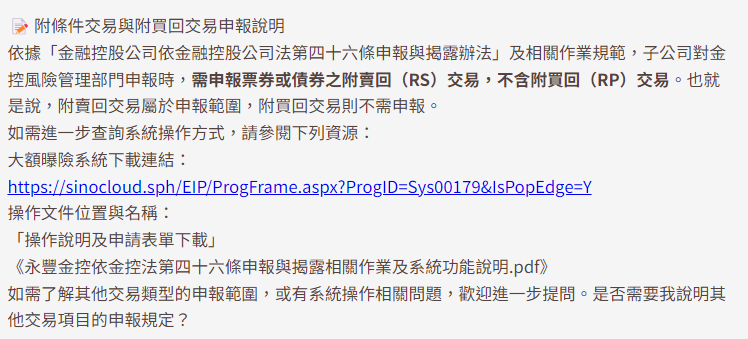 📝 附條件交易與附買回交易申報說明
依據「金融控股公司依金融控股公司法第四十六條申報與揭露辦法」及相關作業規範，子公司對金
控風險管理部門申報時，需申報票券或債券之附賣回（RS）交易，不含附買回（RP）交易。也就
是說，附賣回交易屬於申報範圍，附買回交易則不需申報。
如需進一步查詢系統操作方式，請參閱下列資源：
大額曝險系統下載連結：
https://sinocloud.sph/EIP/ProgFrame.aspx?ProgID=Sys00179&IsPopEdge=Y
操作文件位置與名稱：
「操作說明及申請表單下載」
《永豐金控依金控法第四十六條申報與揭露相關作業及系統功能說明.pdf》
如需了解其他交易類型的申報範圍，或有系統操作相關問題，歡迎進一步提問。是否需要我說明其
他交易項目的申報規定？